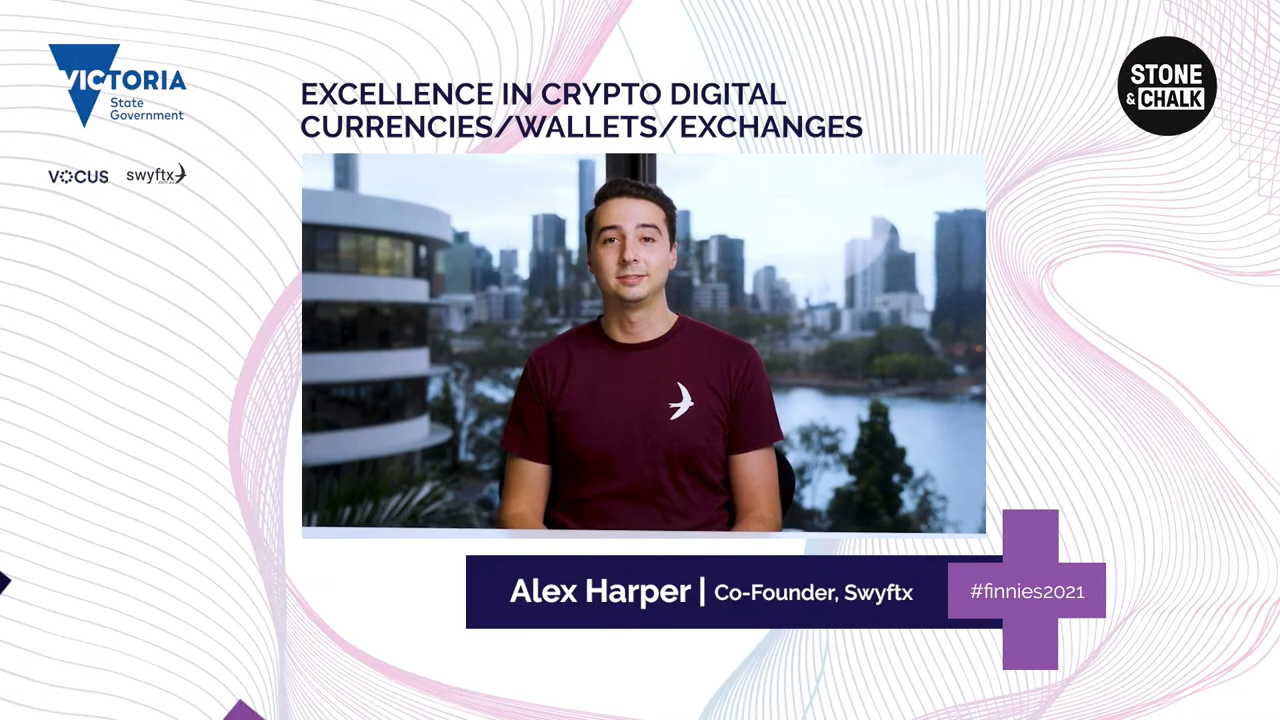 VICTORIA
State
Government
STONE
& CHALK
VOCUS
swyftx
EXCELLENCE IN CRYPTO DIGITAL
CURRENCIES/WALLETS/EXCHANGES
Alex Harper | Co-Founder, Swyftx
#finnies2021